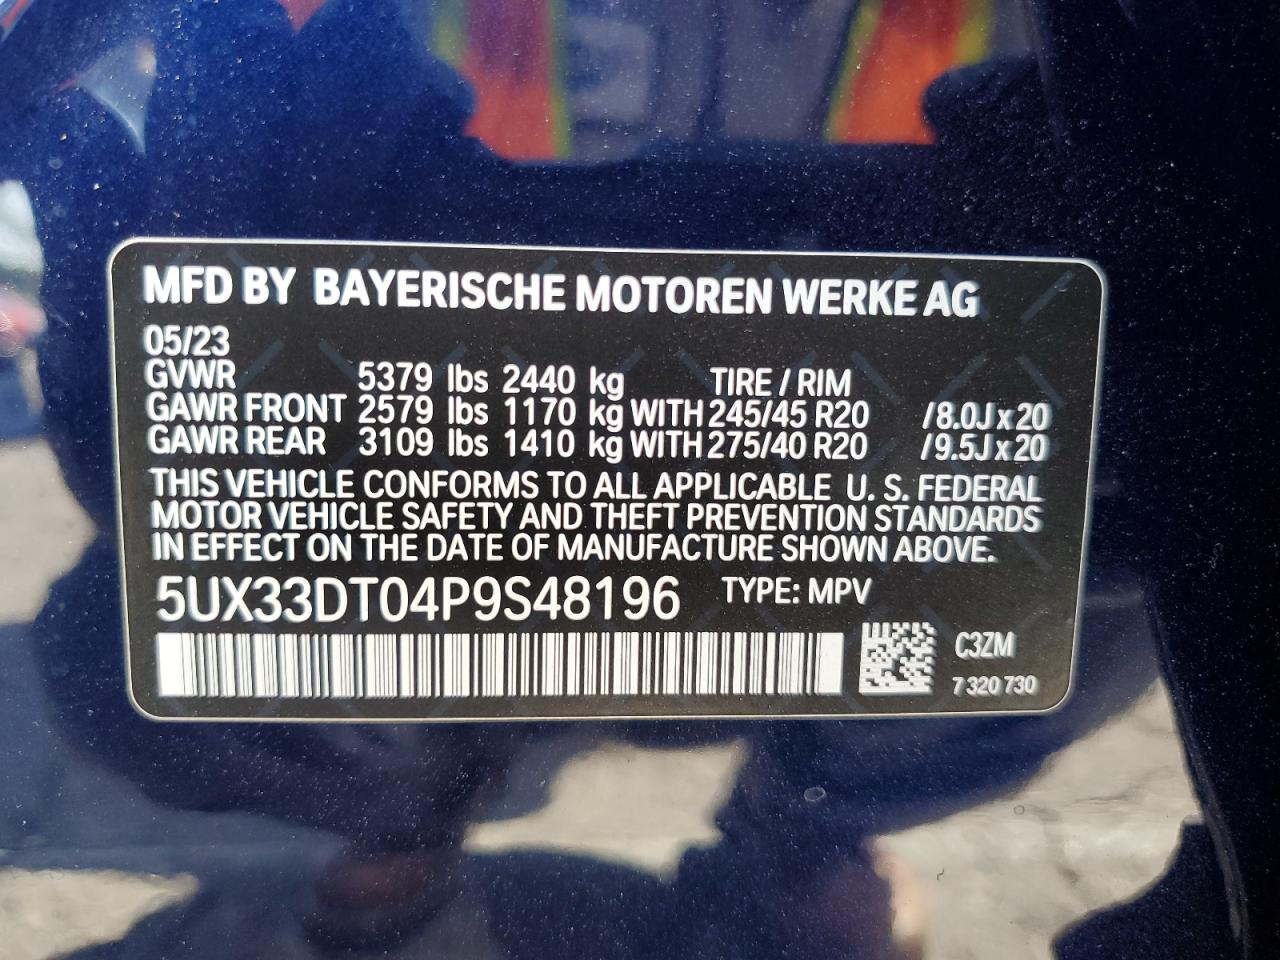 MFD BY BAYERISCHE MOTOREN WERKE AG
05/23
GVWR 5379 lbs 2440 kg TIRE / RIM
GAWR FRONT 2579 lbs 1170 kg WITH 245/45 R20 /8.0J x 20
GAWR REAR 3109 lbs 1410 kg WITH 275/40 R20 /9.5J x 20
THIS VEHICLE CONFORMS TO ALL APPLICABLE U. S. FEDERAL
MOTOR VEHICLE SAFETY AND THEFT PREVENTION STANDARDS
IN EFFECT ON THE DATE OF MANUFACTURE SHOWN ABOVE.
5UX33DT04P9S48196 TYPE: MPV
C3ZM
7 320 730